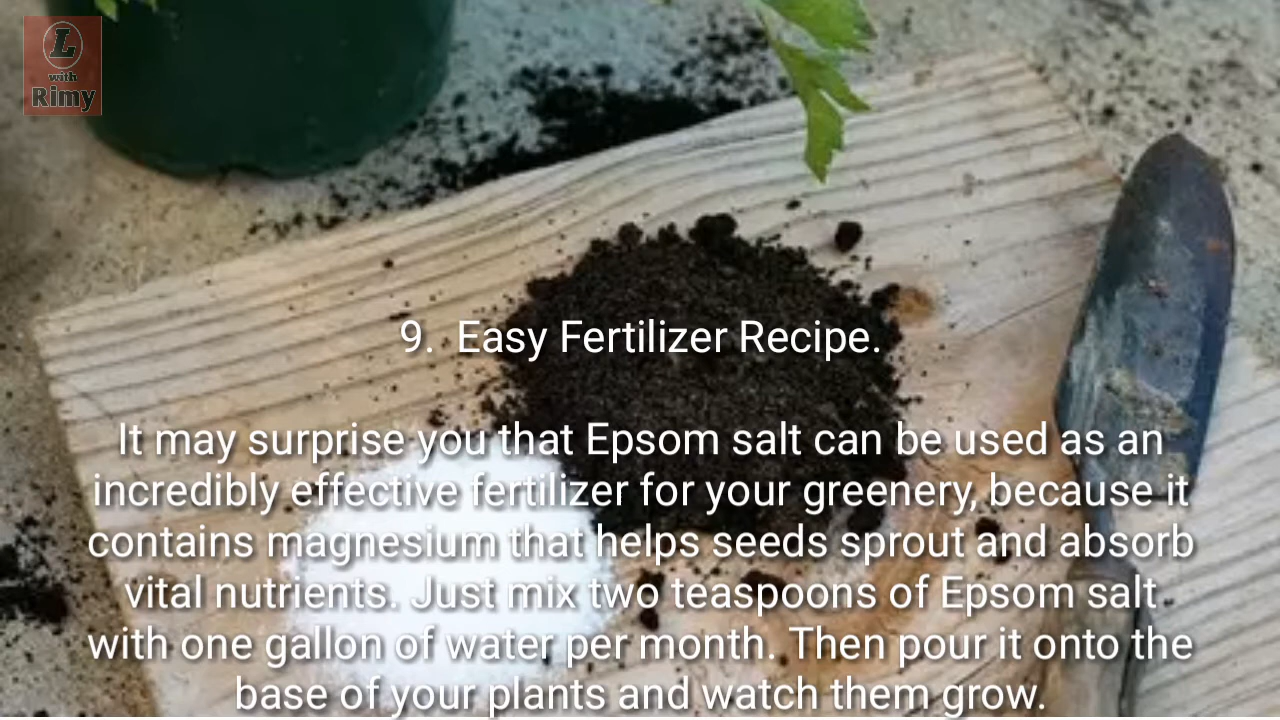 L
with
Rimy
9. Easy Fertilizer Recipe.
It may surprise you that Epsom salt can be used as an
incredibly effective fertilizer for your greenery, because it
contains magnesium that helps seeds sprout and absorb
vital nutrients. Just mix two teaspoons of Epsom salt
with one gallon of water per month. Then pour it onto the
base of your plants and watch them grow.